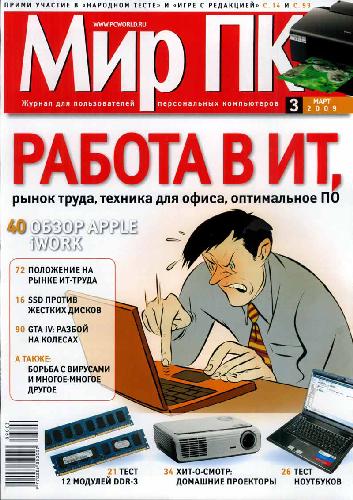 ПРИМИ УЧАСТИЕ В «НАРОДНОМ ТЕСТЕ» И «ИГРЕ С РЕДАКЦИЕЙ» С. 14 И С. 93
WWW.PCWORLD.RU
Мир ПК
Журнал для пользователей персональных компьютеров
3 МАРТ
2009
РАБОТА В ИТ,
рынок труда, техника для офиса, оптимальное ПО
40 ОБЗОР APPLE
iWORK
72 ПОЛОЖЕНИЕ НА
РЫНКЕ ИТ-ТРУДА
16 SSD ПРОТИВ
ЖЕСТКИХ ДИСКОВ
90 GTA IV: РАЗБОЙ
НА КОЛЕСАХ
А ТАКЖЕ:
БОРЬБА С ВИРУСАМИ
И МНОГОЕ-МНОГОЕ
ДРУГОЕ
21 ТЕСТ
12 МОДУЛЕЙ DDR-3
34 ХИТ-О-СМОТР:
ДОМАШНИЕ ПРОЕКТОРЫ
26 ТЕСТ
НОУТБУКОВ